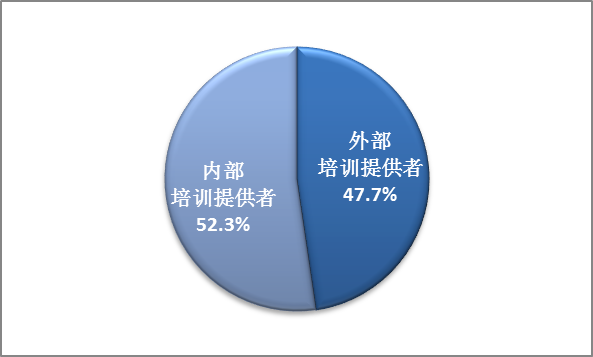 外部
培训提供者
47.7%
内部
培训提供者
52.3%